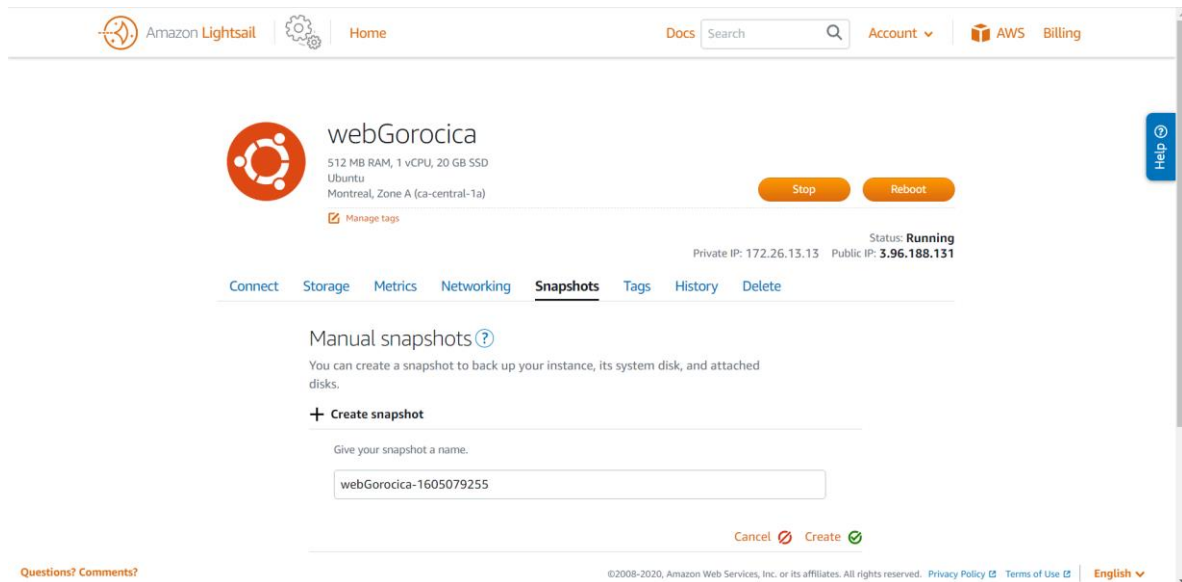 Amazon Lightsail Home Docs Search Account AWS Billing
Help ?
webGorocica
512 MB RAM, 1 vCPU, 20 GB SSD
Ubuntu
Montreal, Zone A (ca-central-1a)
Stop Reboot
Manage tags
Status: Running
Private IP: 172.26.13.13 Public IP: 3.96.188.131
Connect Storage Metrics Networking Snapshots Tags History Delete
Manual snapshots ?
You can create a snapshot to back up your instance, its system disk, and attached
disks.
+ Create snapshot
Give your snapshot a name.
webGorocica-1605079255
Cancel Create
Questions? Comments? ©2008-2020, Amazon Web Services, Inc. or its affiliates. All rights reserved. Privacy Policy Terms of Use English